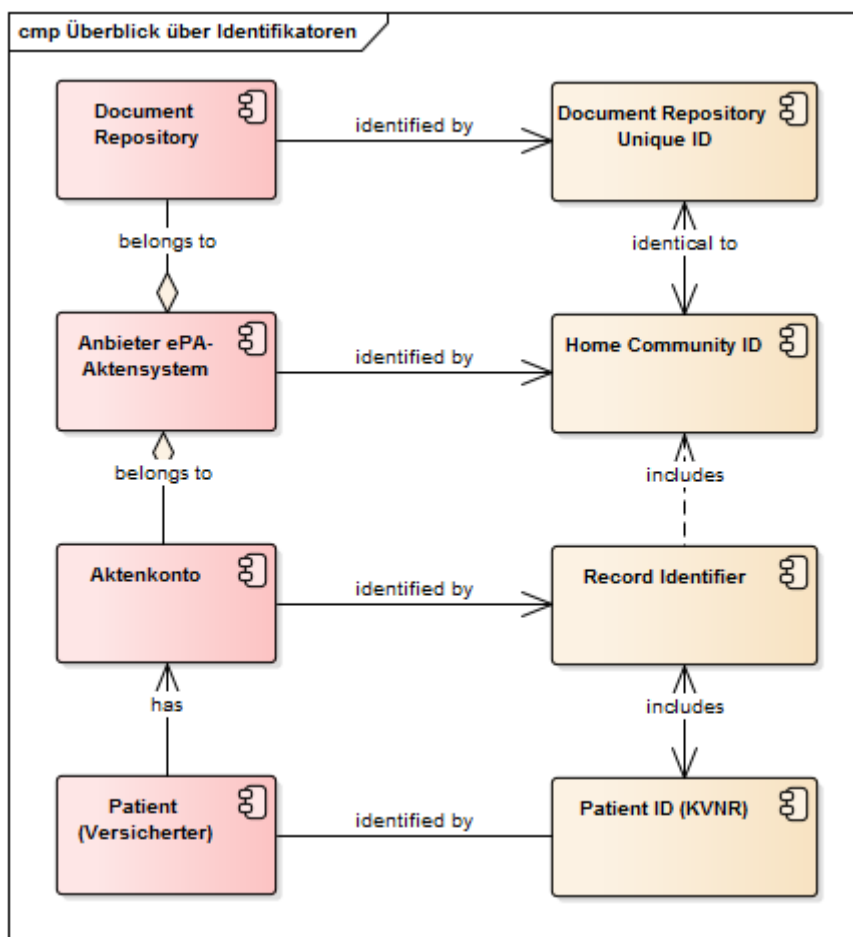 cmp Überblick über Identifikatoren
Document
Repository
identified by
Document Repository
Unique ID
belongs to
identical to
Anbieter ePA-
Aktensystem
identified by
Home Community ID
belongs to
includes
Aktenkonto
identified by
Record Identifier
has
includes
Patient
(Versicherter)
identified by
Patient ID (KVNR)